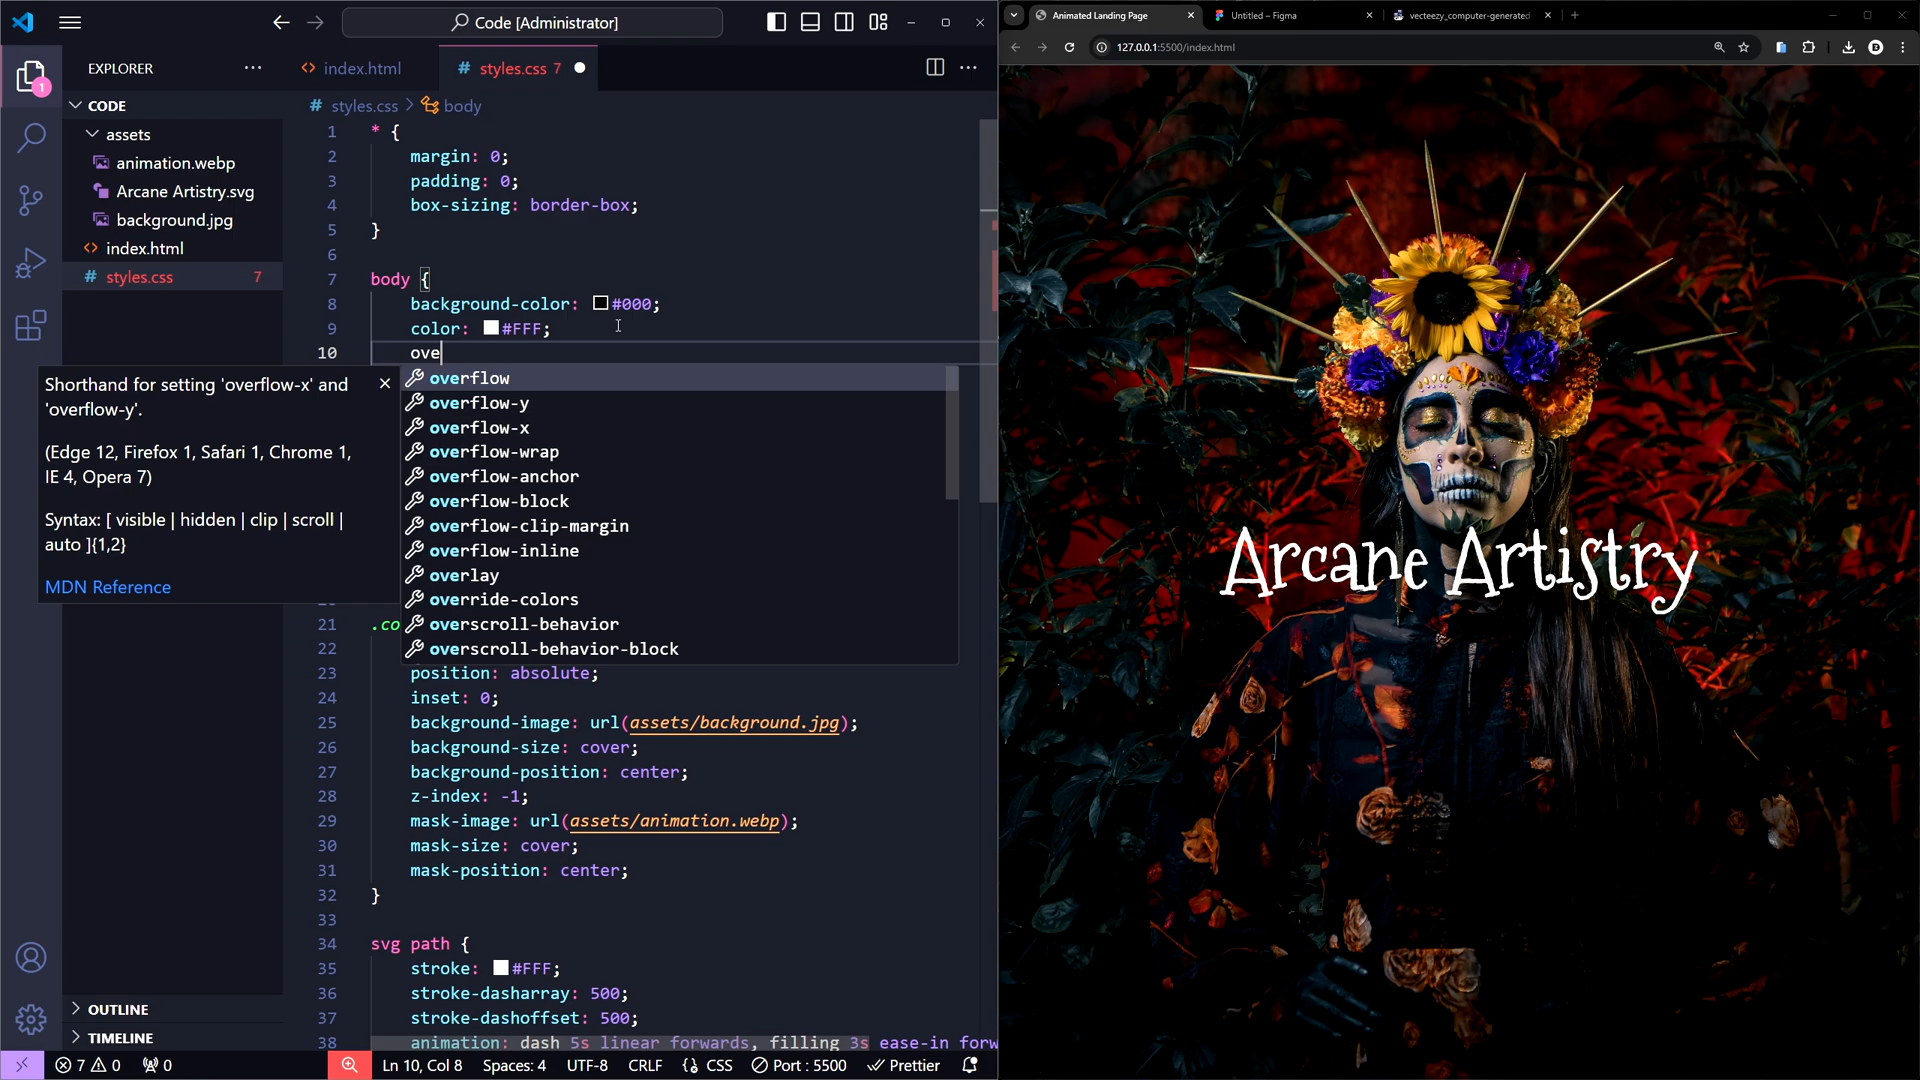 Code [Administrator]
EXPLORER
CODE
assets
animation.webp
Arcane Artistry.svg
background.jpg
index.html
styles.css 7
1
index.html
styles.css 7
styles.css > body
1 * {
2 margin: 0;
3 padding: 0;
4 box-sizing: border-box;
5 }
6
7 body {
8 background-color: #000;
9 color: #FFF;
10 ove
Shorthand for setting 'overflow-x' and
'overflow-y'.
(Edge 12, Firefox 1, Safari 1, Chrome 1,
IE 4, Opera 7)
Syntax: [ visible | hidden | clip | scroll |
auto ]{1,2}
MDN Reference
overflow
overflow-y
overflow-x
overflow-wrap
overflow-anchor
overflow-block
overflow-clip-margin
overflow-inline
overlay
override-colors
overscroll-behavior
overscroll-behavior-block
21 .co
22
23 position: absolute;
24 inset: 0;
25 background-image: url(assets/background.jpg);
26 background-size: cover;
27 background-position: center;
28 z-index: -1;
29 mask-image: url(assets/animation.webp);
30 mask-size: cover;
31 mask-position: center;
32 }
33
34 svg path {
35 stroke: #FFF;
36 stroke-dasharray: 500;
37 stroke-dashoffset: 500;
38 animation: dash 5s linear forwards, filling 3s ease-in forw
OUTLINE
TIMELINE
7 0 0
Ln 10, Col 8 Spaces: 4 UTF-8 CRLF {} CSS Port : 5500 Prettier
Animated Landing Page
Untitled – Figma
vecteezy_computer-generated
127.0.0.1:5500/index.html
Arcane Artistry